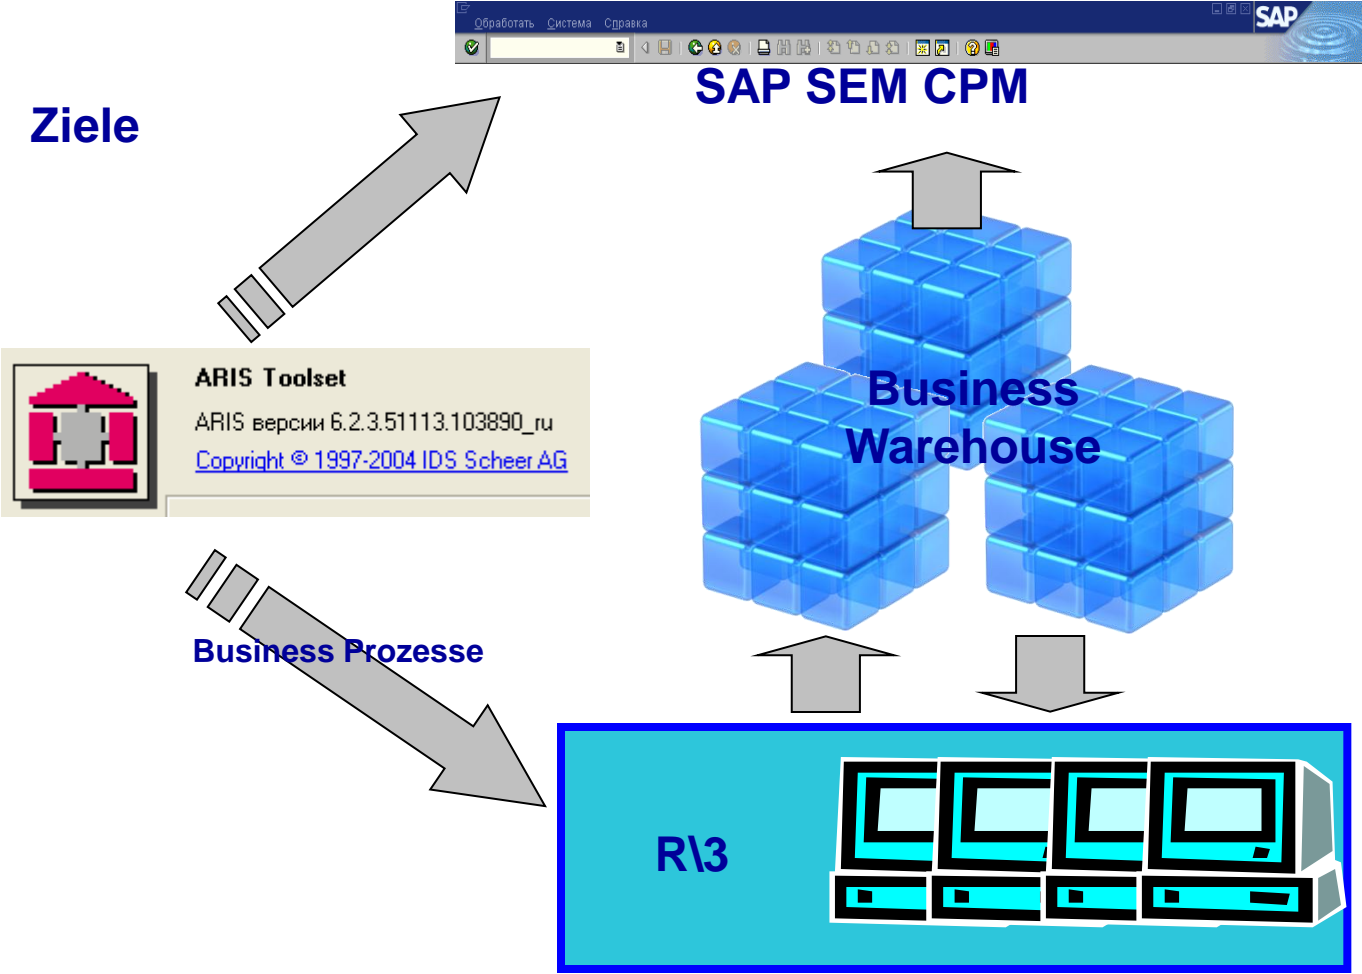 Обработать Система Справка
SAP
SAP SEM CPM
Ziele
ARIS Toolset
ARIS версии 6.2.3.51113.103890_ru
Copyright © 1997-2004 IDS Scheer AG
Business
Warehouse
Business Prozesse
R\3